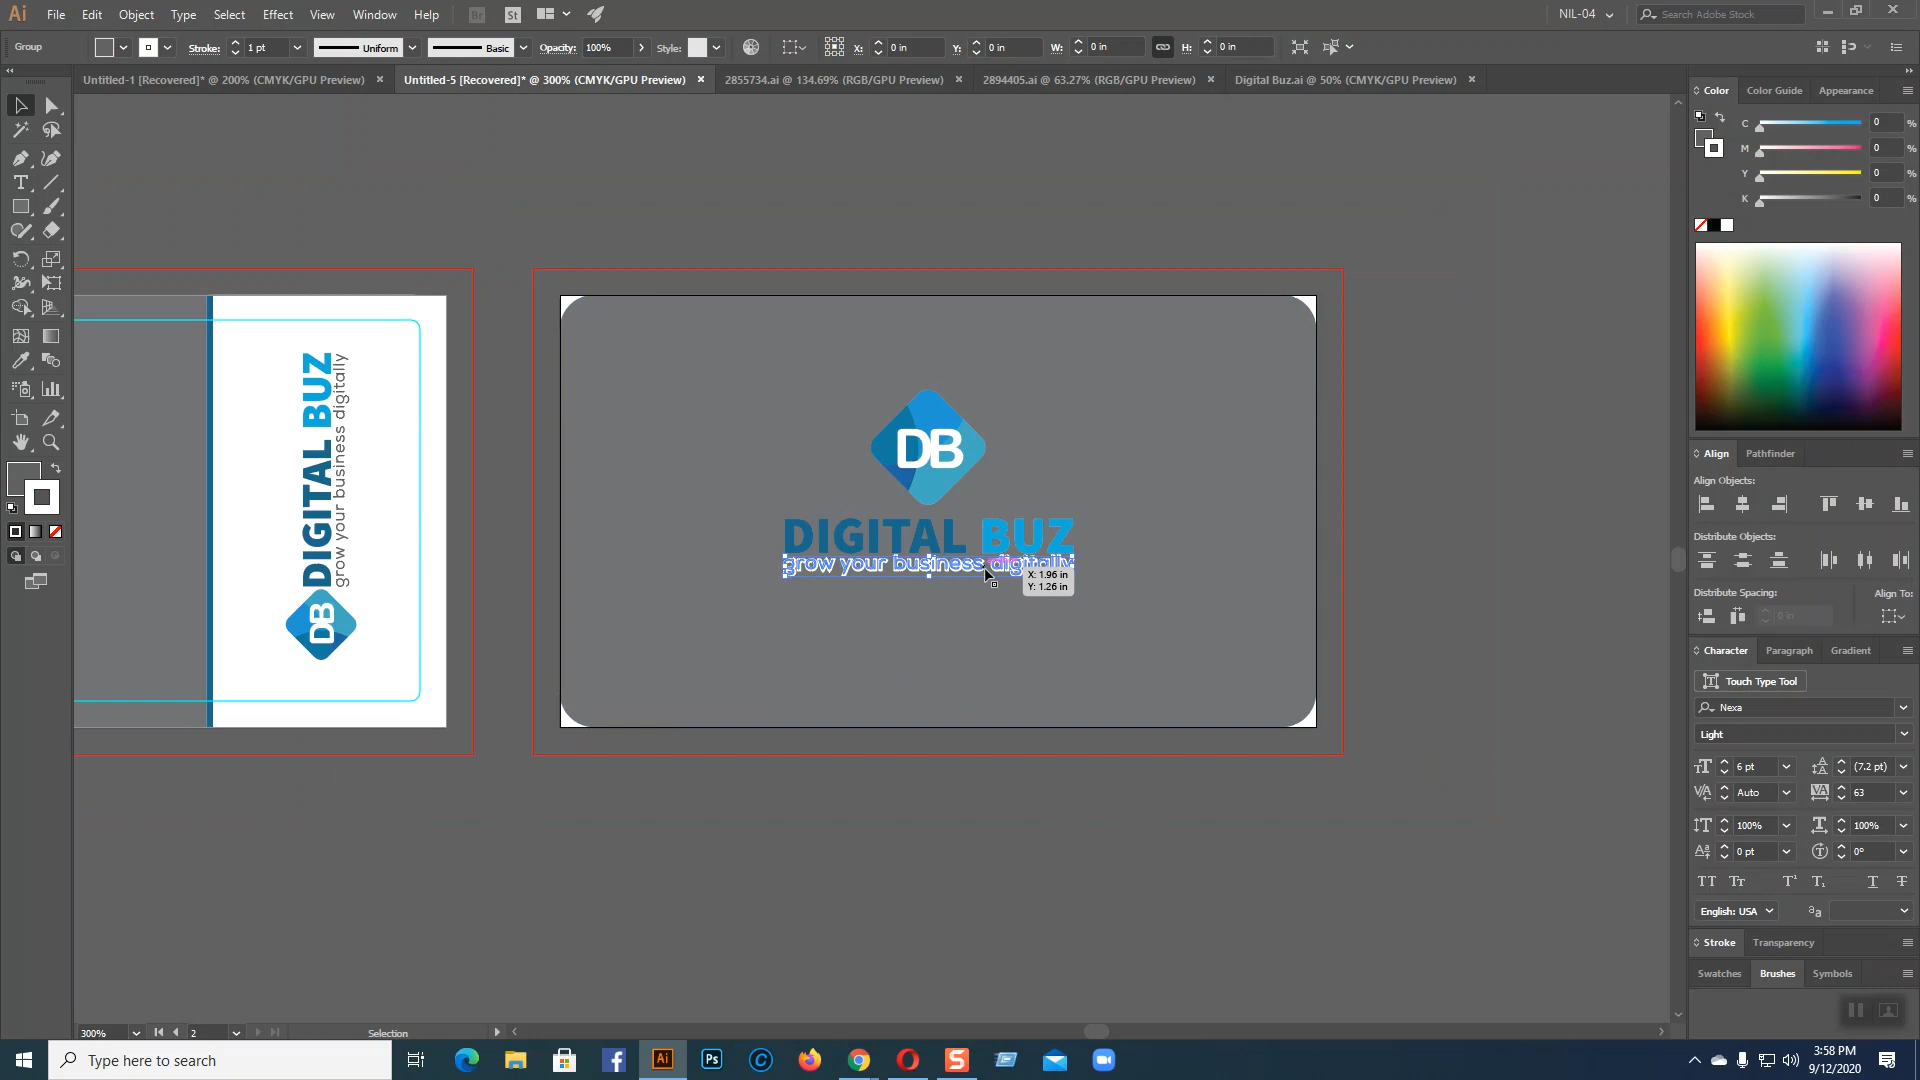 Ai File Edit Object Type Select Effect View Window Help Br St NIL-04 Search Adobe Stock
Group Stroke: 1 pt Uniform Basic Opacity: 100% Style: X: 0 in Y: 0 in W: 0 in H: 0 in
Untitled-1 [Recovered]* @ 200% (CMYK/GPU Preview) × Untitled-5 [Recovered]* @ 300% (CMYK/GPU Preview) × 2855734.ai @ 134.69% (RGB/GPU Preview) × 2894405.ai @ 63.27% (RGB/GPU Preview) × Digital Buz.ai @ 50% (CMYK/GPU Preview) ×
Color Color Guide Appearance
C 0 %
M 0 %
Y 0 %
K 0 %
DB DIGITAL BUZ
grow your business digitally
DB
DIGITAL BUZ
grow your business digitally
X: 1.96 in
Y: 1.26 in
Align Pathfinder
Align Objects:
Distribute Objects:
Distribute Spacing: Align To:
0 in
Character Paragraph Gradient
Touch Type Tool
Nexa
Light
6 pt (7.2 pt)
Auto 63
100% 100%
0 pt 0°
English: USA
Stroke Transparency
Swatches Brushes Symbols
300% 2 Selection
Type here to search
3:58 PM
9/12/2020